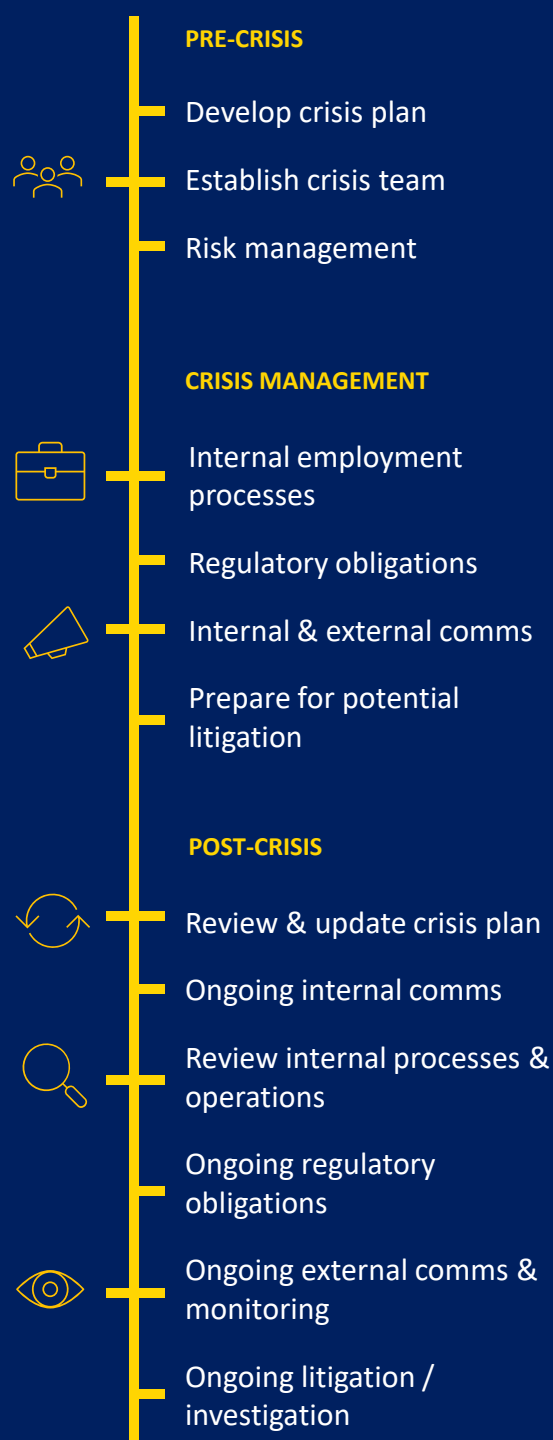 PRE-CRISIS
Develop crisis plan
Establish crisis team
Risk management
CRISIS MANAGEMENT
Internal employment
processes
Regulatory obligations
Internal & external comms
Prepare for potential
litigation
POST-CRISIS
Review & update crisis plan
Ongoing internal comms
Review internal processes &
operations
Ongoing regulatory
obligations
Ongoing external comms &
monitoring
Ongoing litigation /
investigation